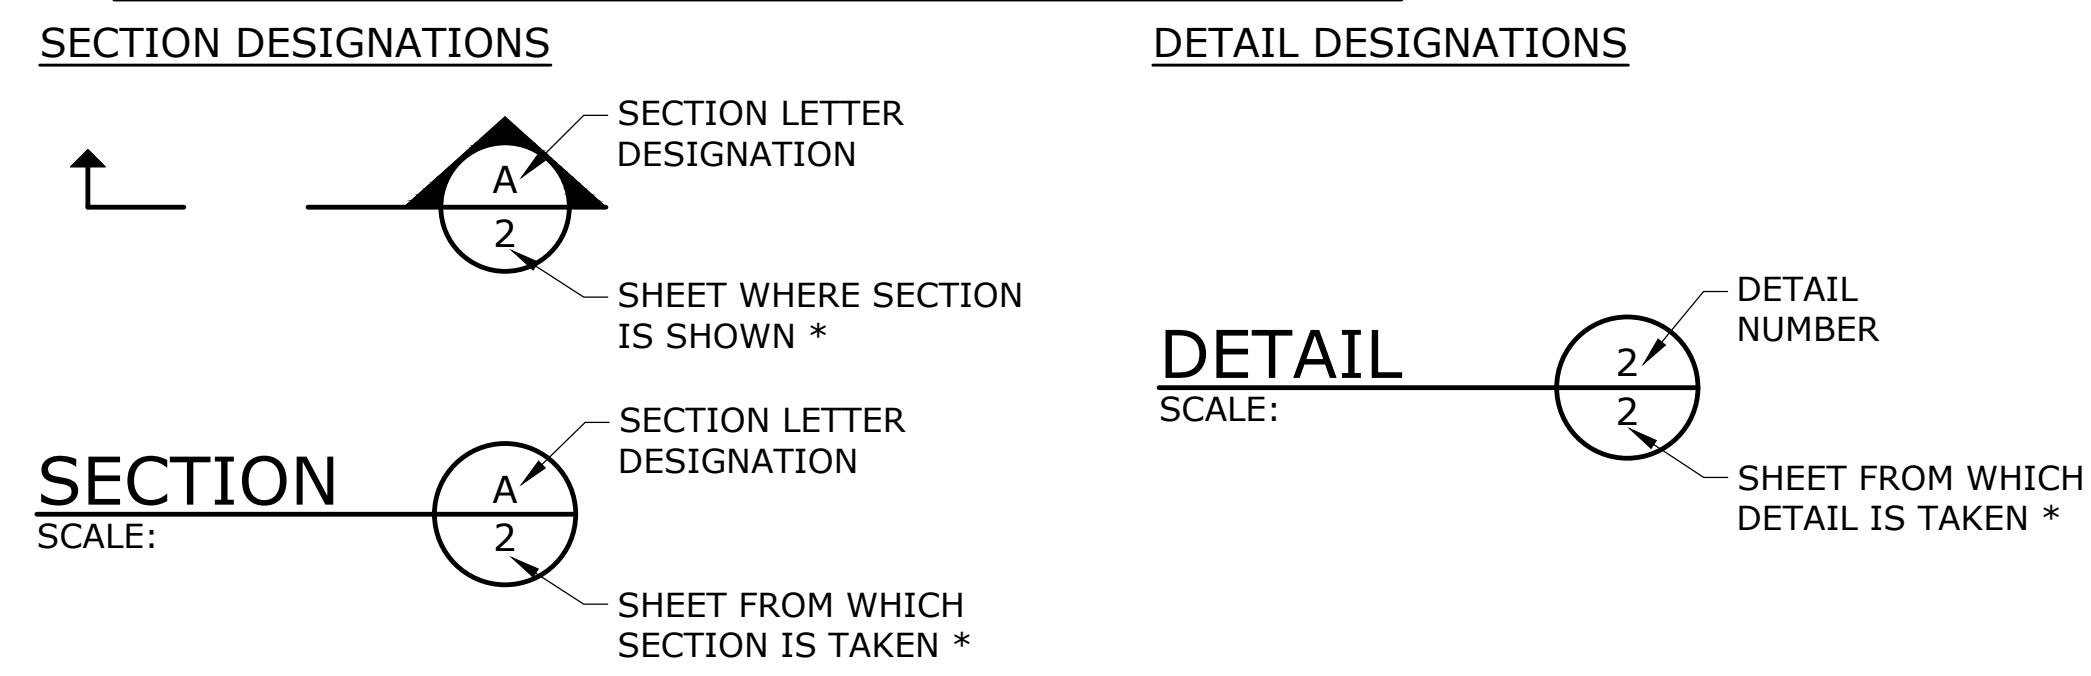 SECTION DESIGNATIONS
SECTION LETTER
DESIGNATION
A
2
SHEET WHERE SECTION
IS SHOWN *
SECTION LETTER
DESIGNATION
SECTION
A
SCALE:
2
SHEET FROM WHICH
SECTION IS TAKEN *
DETAIL DESIGNATIONS
DETAIL
NUMBER
DETAIL
2
SCALE:
2
SHEET FROM WHICH
DETAIL IS TAKEN *